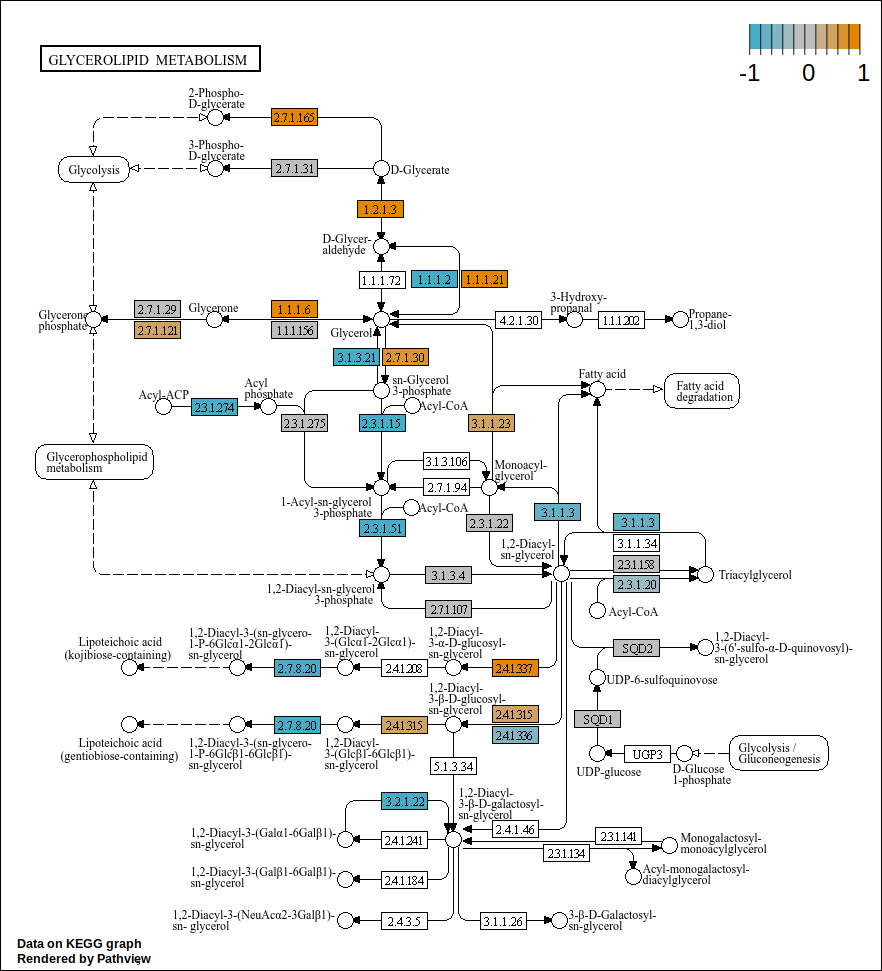 -1 0 1
GLYCEROLIPID METABOLISM
2-Phospho-
D-glycerate
2.7.1.165
3-Phospho-
D-glycerate
Glycolysis
2.7.1.31
D-Glycerate
1.2.1.3
D-Glycer-
aldehyde
1.1.1.72
1.1.1.2
1.1.1.21
Glycerone
phosphate
2.7.1.29
2.7.1.121
Glycerone
1.1.1.6
1.1.1.156
Glycerol
4.2.1.30
3-Hydroxy-
propanal
1.1.1.202
Propane-
1,3-diol
3.1.3.21
2.7.1.30
sn-Glycerol
3-phosphate
Fatty acid
Fatty acid
degradation
Acyl-ACP
2.3.1.274
Acyl
phosphate
2.3.1.275
2.3.1.15
Acyl-CoA
3.1.1.23
Glycerophospholipid
metabolism
3.1.3.106
2.7.1.94
Monoacyl-
glycerol
1-Acyl-sn-glycerol
3-phosphate
Acyl-CoA
2.3.1.51
2.3.1.22
3.1.1.3
3.1.1.3
3.1.1.34
2.3.1.158
2.3.1.20
1,2-Diacyl-
sn-glycerol
Triacylglycerol
Acyl-CoA
1,2-Diacyl-sn-glycerol
3-phosphate
3.1.3.4
2.7.1.107
Lipoteichoic acid
(kojibiose-containing)
1,2-Diacyl-3-(sn-glycero-
1-P-6Glcα1-2Glcα1)-
sn-glycerol
2.7.8.20
1,2-Diacyl-
3-(Glcα1-2Glcα1)-
sn-glycerol
2.4.1.208
1,2-Diacyl-
3-α-D-glucosyl-
sn-glycerol
2.4.1.337
SQD2
1,2-Diacyl-
3-(6'-sulfo-α-D-quinovosyl)-
sn-glycerol
UDP-6-sulfoquinovose
SQD1
Lipoteichoic acid
(gentiobiose-containing)
1,2-Diacyl-3-(sn-glycero-
1-P-6Glcβ1-6Glcβ1)-
sn-glycerol
2.7.8.20
1,2-Diacyl-
3-(Glcβ1-6Glcβ1)-
sn-glycerol
2.4.1.315
1,2-Diacyl-
3-β-D-glucosyl-
sn-glycerol
2.4.1.315
2.4.1.336
UDP-glucose
UGP3
D-Glucose
1-phosphate
Glycolysis /
Gluconeogenesis
5.1.3.34
1,2-Diacyl-
3-β-D-galactosyl-
sn-glycerol
3.2.1.22
2.4.1.46
1,2-Diacyl-3-(Galα1-6Galβ1)-
sn-glycerol
2.4.1.241
2.3.1.141
2.3.1.134
Monogalactosyl-
monoacylglycerol
Acyl-monogalactosyl-
diacylglycerol
1,2-Diacyl-3-(Galβ1-6Galβ1)-
sn-glycerol
2.4.1.184
1,2-Diacyl-3-(NeuAcα2-3Galβ1)-
sn- glycerol
2.4.3.5
3.1.1.26
3-β-D-Galactosyl-
sn-glycerol
Data on KEGG graph
Rendered by Pathview